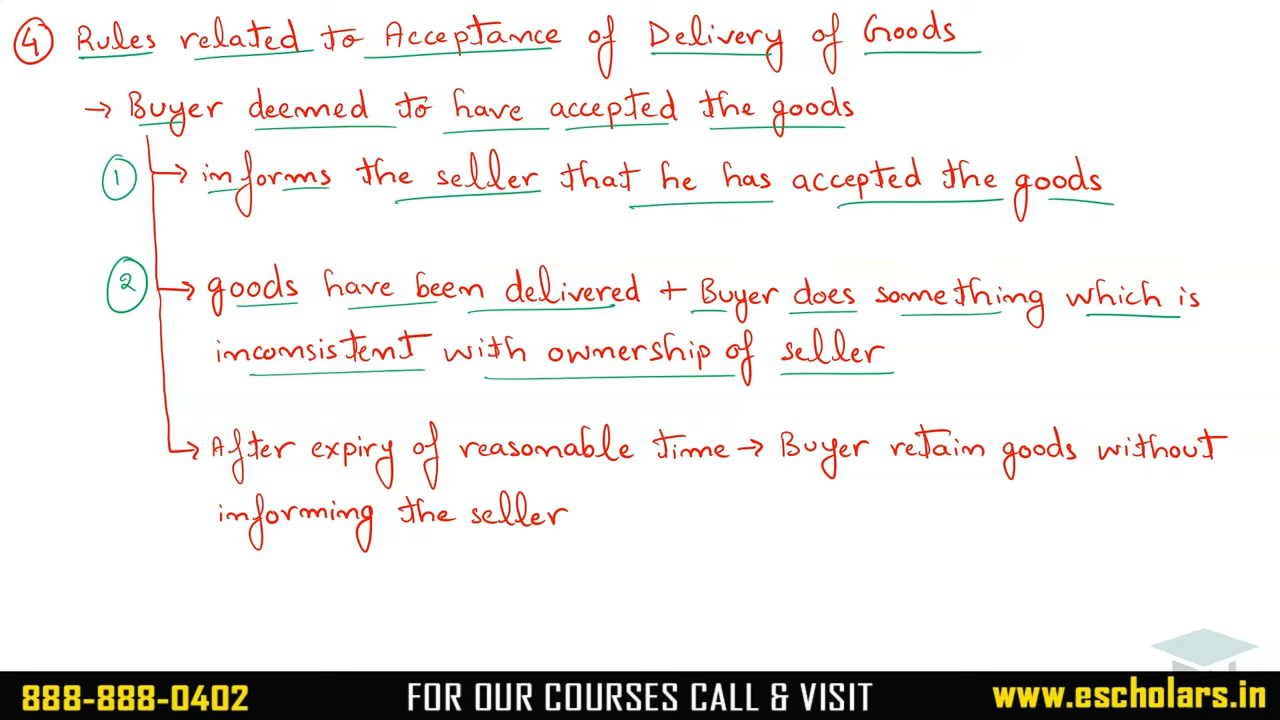 ④ Rules related to Acceptance of Delivery of Goods
→ Buyer deemed to have accepted the goods
① → informs the seller that he has accepted the goods
② → goods have been delivered + Buyer does something which is
inconsistent with ownership of seller
→ After expiry of reasonable time → Buyer retain goods without
informing the seller
888-888-0402 FOR OUR COURSES CALL & VISIT www.escholars.in